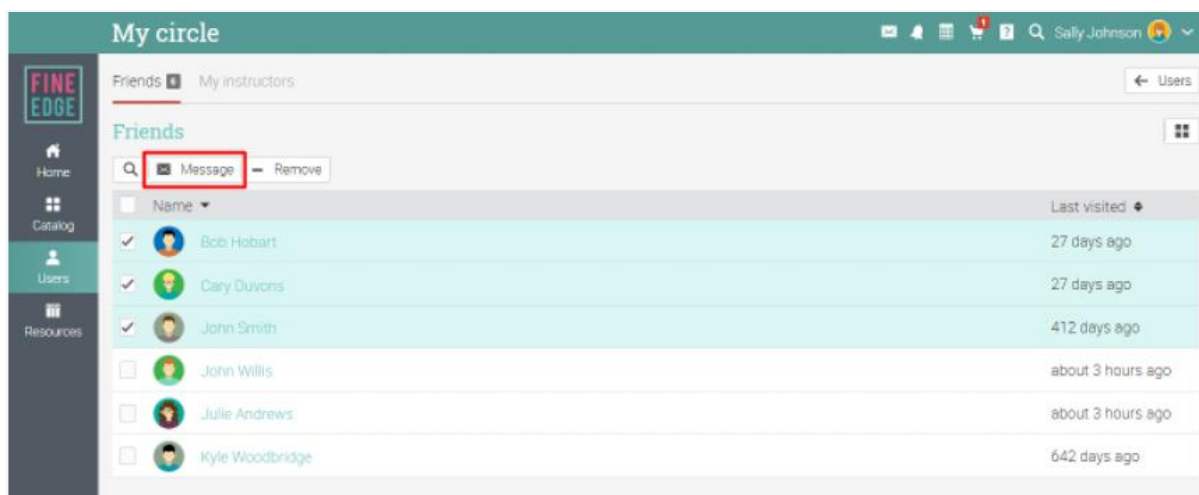 My circle
1
Sally Johnson
FINE
EDGE
Friends 6
My instructors
Users
Friends
Home
Message
Remove
Name
Last visited
Catalog
Bob Hobart
27 days ago
Users
Cary Duvons
27 days ago
Resources
John Smith
412 days ago
John Willis
about 3 hours ago
Julie Andrews
about 3 hours ago
Kyle Woodbridge
642 days ago